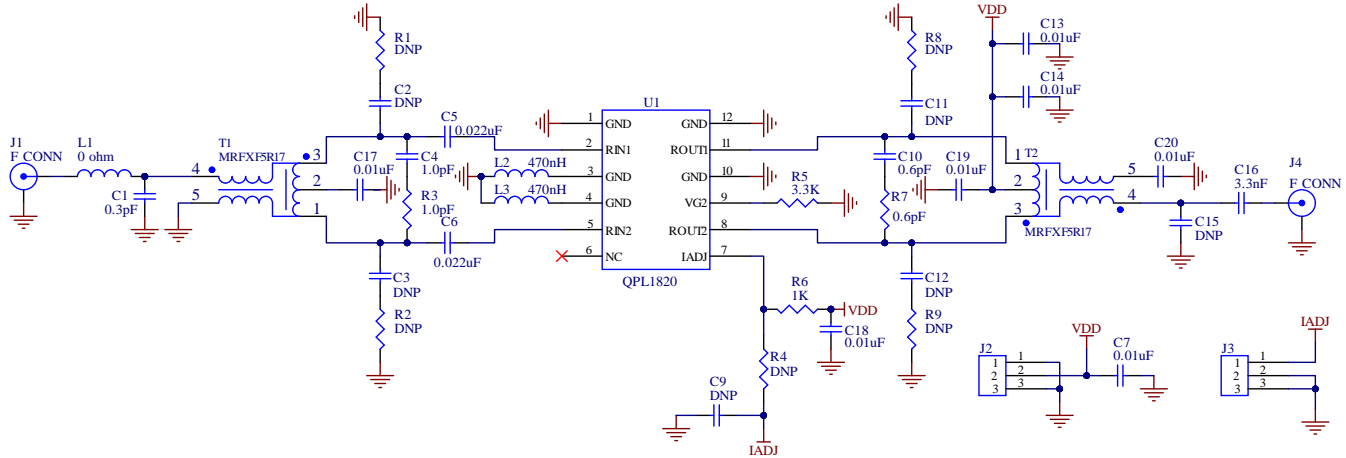 J1
F CONN
L1
0 ohm
C1
0.3pF
T1
MRFXF5R17
4
5
3
2
1
R1
DNP
C2
DNP
C17
0.01uF
C4
1.0pF
R3
1.0pF
C5
0.022uF
C6
0.022uF
C3
DNP
R2
DNP
L2
470nH
L3
470nH
U1
1
GND
2
RIN1
3
GND
4
GND
5
RIN2
6
NC
GND
12
ROUT1
11
GND
10
VG2
9
ROUT2
8
IADJ
7
QPL1820
R5
3.3K
R6
1K
VDD
C18
0.01uF
R4
DNP
C9
DNP
IADJ
R8
DNP
C11
DNP
C10
0.6pF
R7
0.6pF
C12
DNP
R9
DNP
C19
0.01uF
VDD
C13
0.01uF
C14
0.01uF
T2
1
2
3
5
4
MRFXF5R17
C20
0.01uF
C16
3.3nF
C15
DNP
J4
F CONN
J2
1
2
3
1
2
3
VDD
C7
0.01uF
J3
1
2
3
1
2
3
IADJ